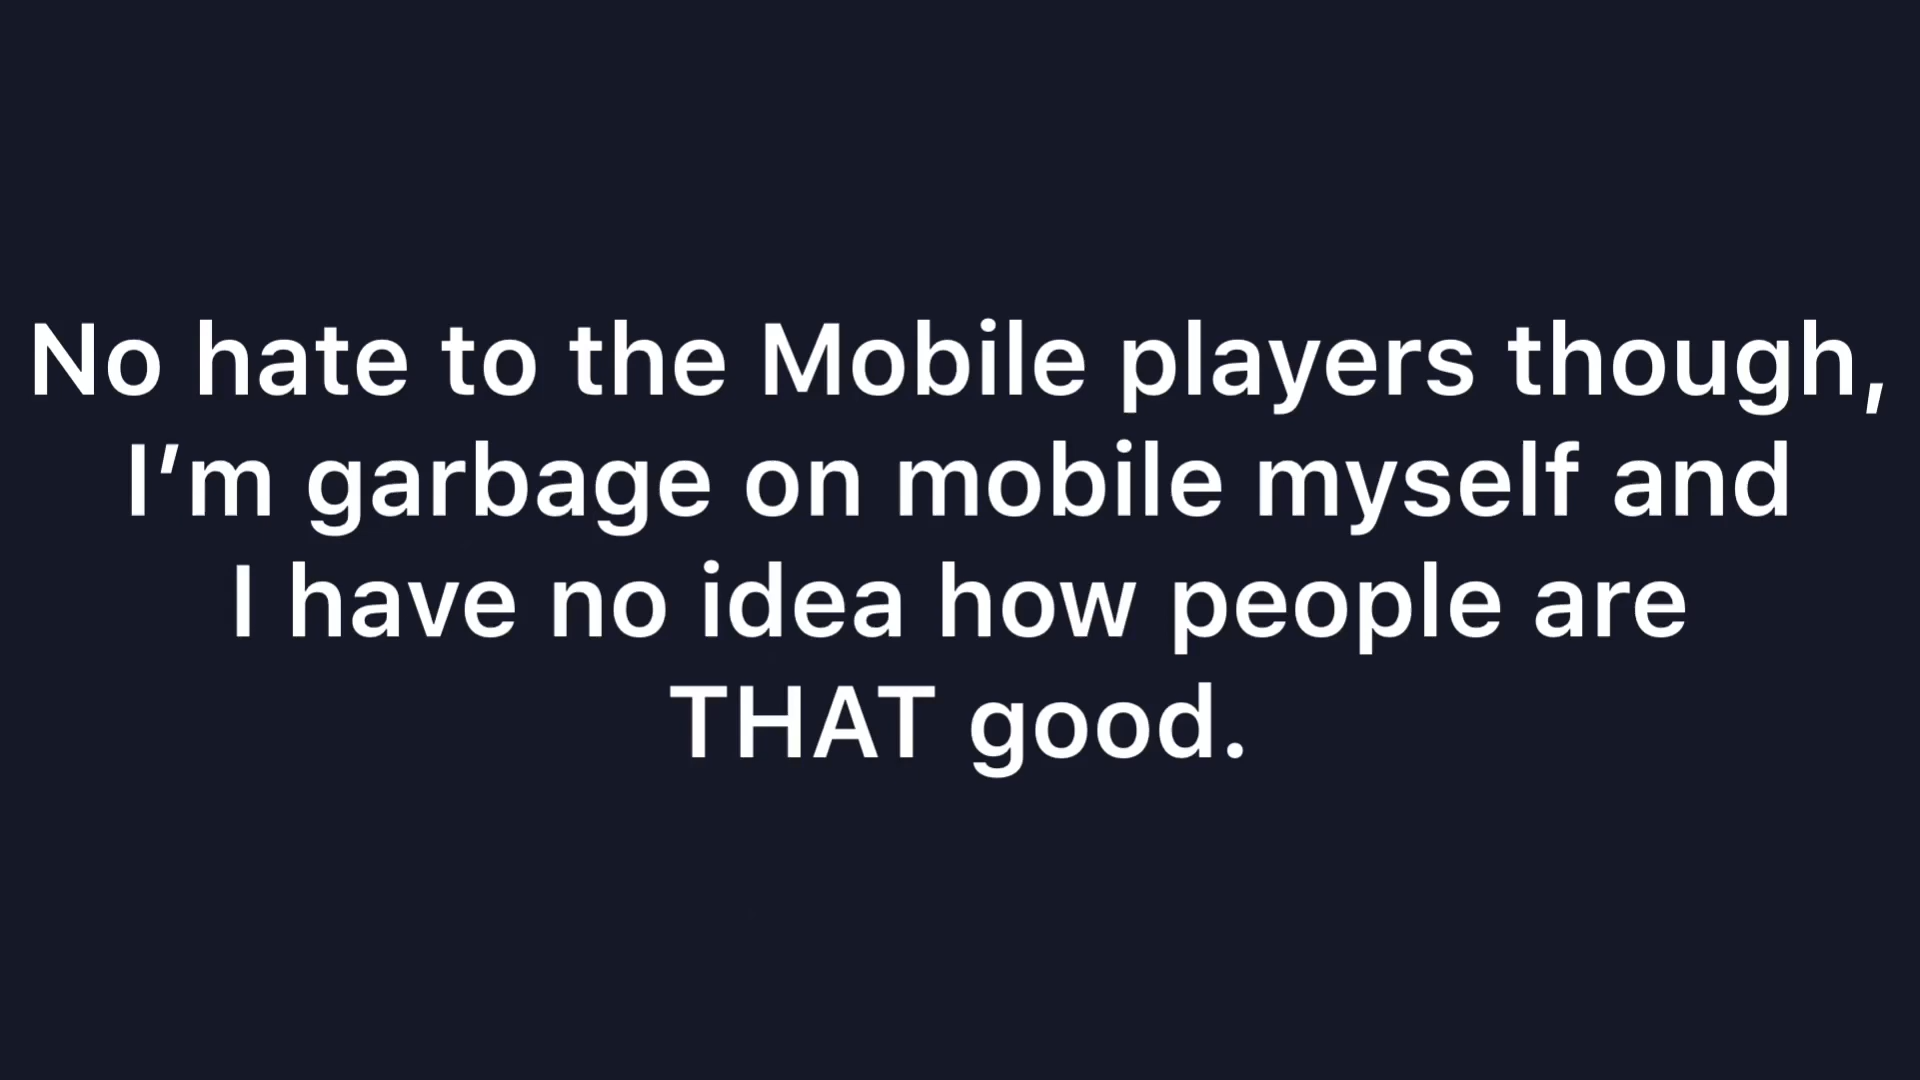 No hate to the Mobile players though,
I’m garbage on mobile myself and
I have no idea how people are
THAT good.